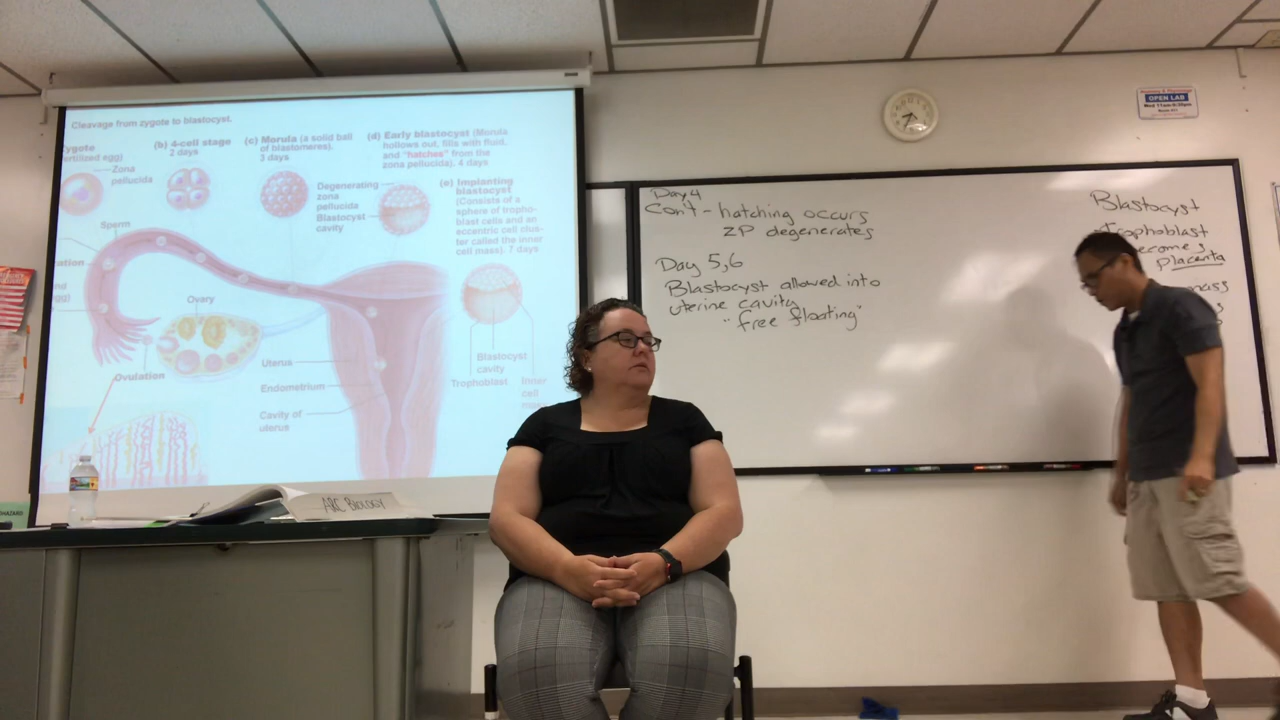 Cleavage from zygote to blastocyst.
Zygote
(fertilized egg)
Zona
pellucida
(b) 4-cell stage
2 days
(c) Morula (a solid ball
of blastomeres).
3 days
(d) Early blastocyst (Morula
hollows out, fills with fluid,
and "hatches" from the
zona pellucida). 4 days
Degenerating
zona
pellucida
Blastocyst
cavity
(e) Implanting
blastocyst
(Consists of a
sphere of tropho-
blast cells and an
eccentric cell clus-
ter called the inner
cell mass). 7 days
Sperm
Ovary
Uterus
Endometrium
Cavity of
uterus
Ovulation
Blastocyst
cavity
Trophoblast
Inner
cell
mass
ARC BIOLOGY
Day 4
Con't - hatching occurs
ZP degenerates
Day 5,6
Blastocyst allowed into
uterine cavity
"free floating"
Blastocyst
trophoblast
becomes
placenta
mass
OPEN LAB